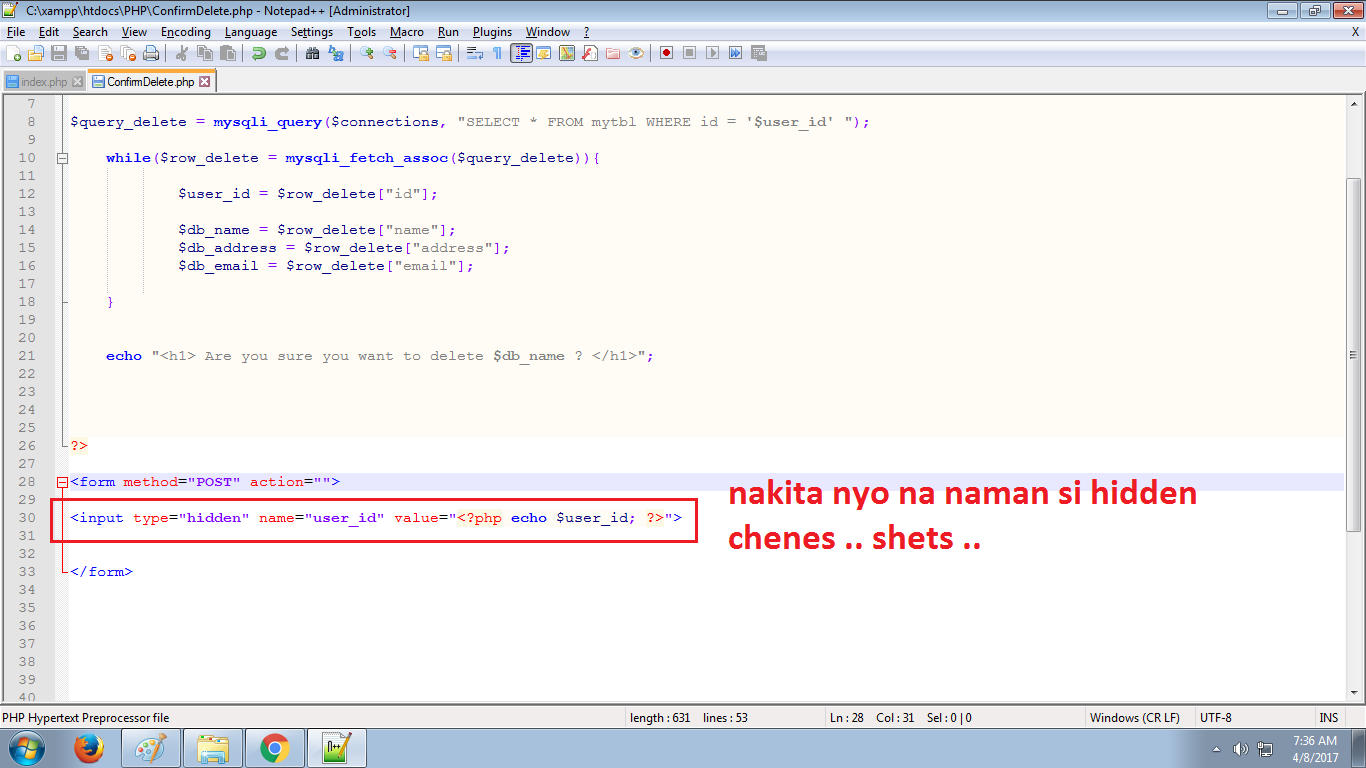 C:\xampp\htdocs\PHP\ConfirmDelete.php - Notepad++ [Administrator]
File Edit Search View Encoding Language Settings Tools Macro Run Plugins Window ? X
index.php ConfirmDelete.php
7
8 $query_delete = mysqli_query($connections, "SELECT * FROM mytbl WHERE id = '$user_id' ");
9
10 while($row_delete = mysqli_fetch_assoc($query_delete)){
11
12 $user_id = $row_delete["id"];
13
14 $db_name = $row_delete["name"];
15 $db_address = $row_delete["address"];
16 $db_email = $row_delete["email"];
17
18 }
19
20
21 echo "<h1> Are you sure you want to delete $db_name ? </h1>";
22
23
24
25
26 ?>
27
28 <form method="POST" action="">
29
30 <input type="hidden" name="user_id" value="<?php echo $user_id; ?>">
31
32
33 </form>
34
35
36
37
38
39
40
nakita nyo na naman si hidden
chenes .. shets ..
PHP Hypertext Preprocessor file length : 631 lines : 53 Ln : 28 Col : 31 Sel : 0 | 0 Windows (CR LF) UTF-8 INS
7:36 AM
4/8/2017